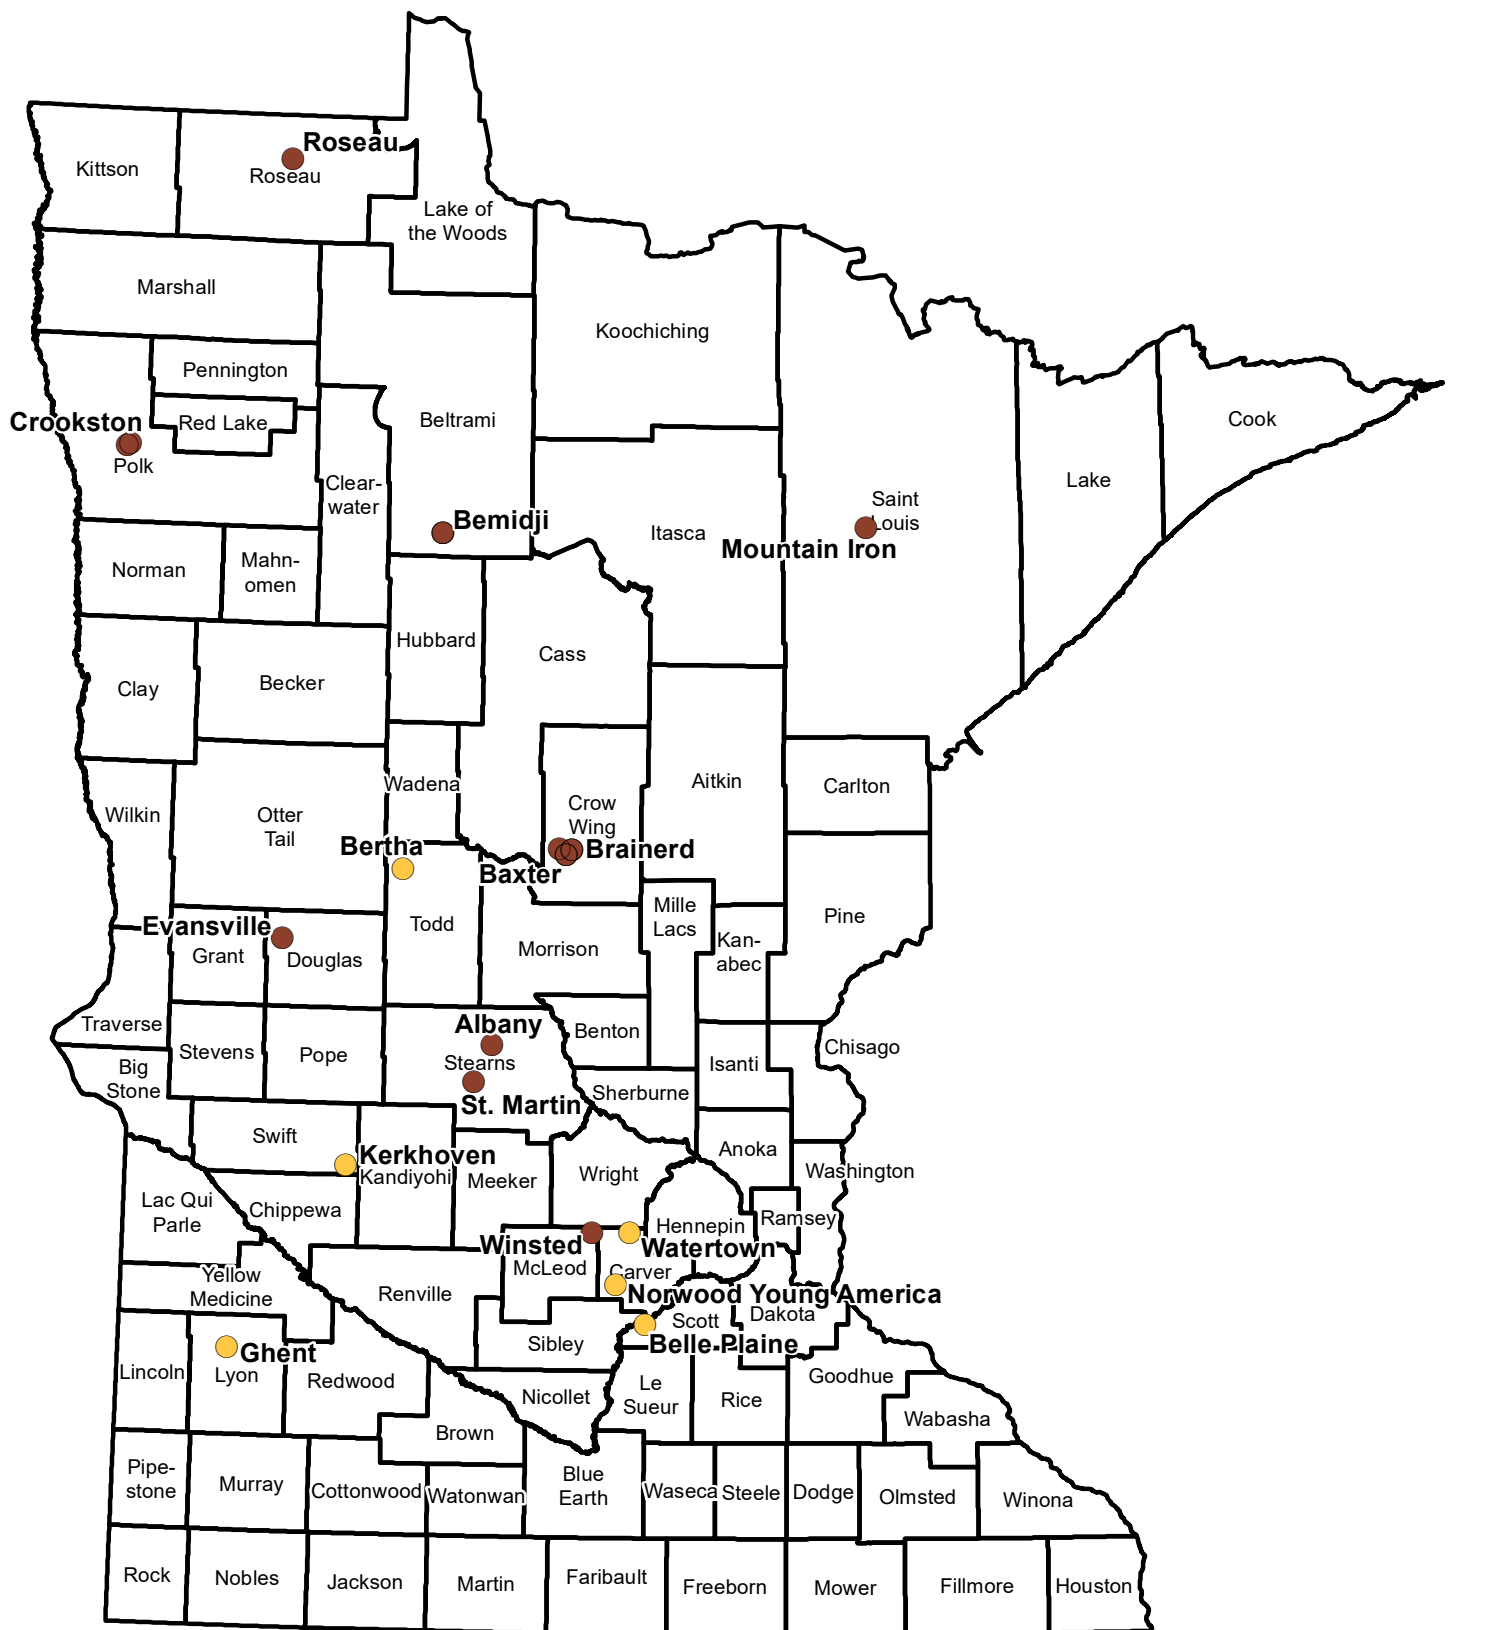 Roseau
Kittson
Roseau
Lake of
the Woods
Marshall
Koochiching
Pennington
Crookston
Red Lake
Beltrami
Cook
Polk
Lake
Clear-
water
Saint
Louis
Bemidji
Itasca
Mountain Iron
Norman
Mahn-
omen
Hubbard
Cass
Clay
Becker
Wadena
Aitkin
Carlton
Wilkin
Otter
Tail
Crow
Wing
Bertha
Brainerd
Baxter
Mille
Lacs
Pine
Evansville
Todd
Grant
Douglas
Morrison
Kan-
abec
Traverse
Albany
Benton
Stevens
Pope
Stearns
Isanti
Chisago
Big
Stone
Sherburne
St. Martin
Swift
Anoka
Kerkhoven
Kandiyohi
Meeker
Wright
Washington
Lac Qui
Parle
Chippewa
Hennepin
Ramsey
Winsted
Watertown
McLeod
Carver
Yellow
Medicine
Renville
Norwood Young America
Scott
Dakota
Sibley
Belle Plaine
Ghent
Lincoln
Lyon
Redwood
Nicollet
Le
Sueur
Rice
Goodhue
Wabasha
Brown
Pipe-
stone
Murray
Cottonwood
Watonwan
Blue
Earth
Waseca
Steele
Dodge
Olmsted
Winona
Rock
Nobles
Jackson
Martin
Faribault
Freeborn
Mower
Fillmore
Houston